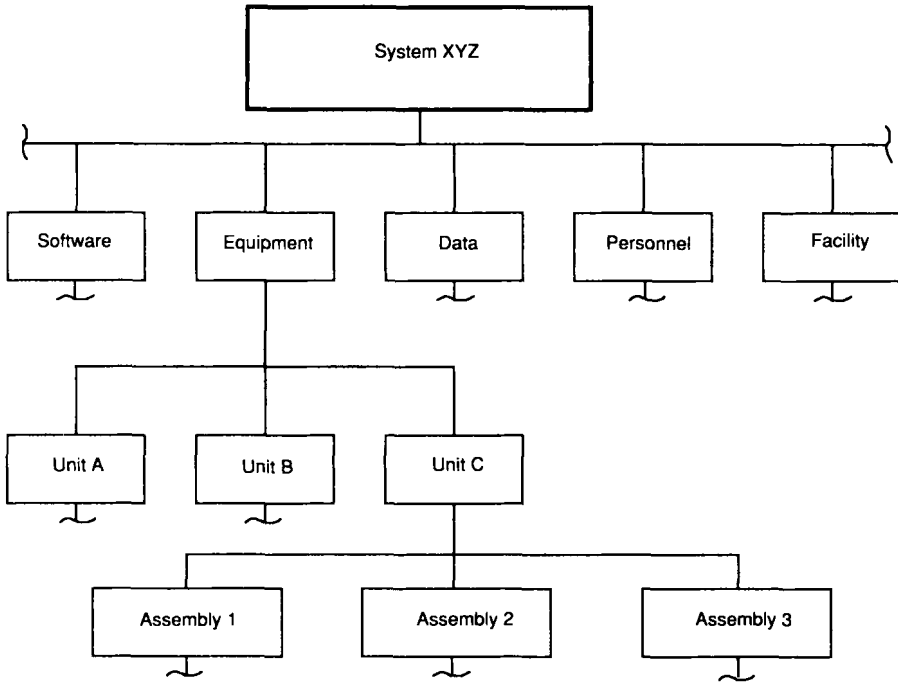 System XYZ
Software
Equipment
Data
Personnel
Facility
Unit A
Unit B
Unit C
Assembly 1
Assembly 2
Assembly 3